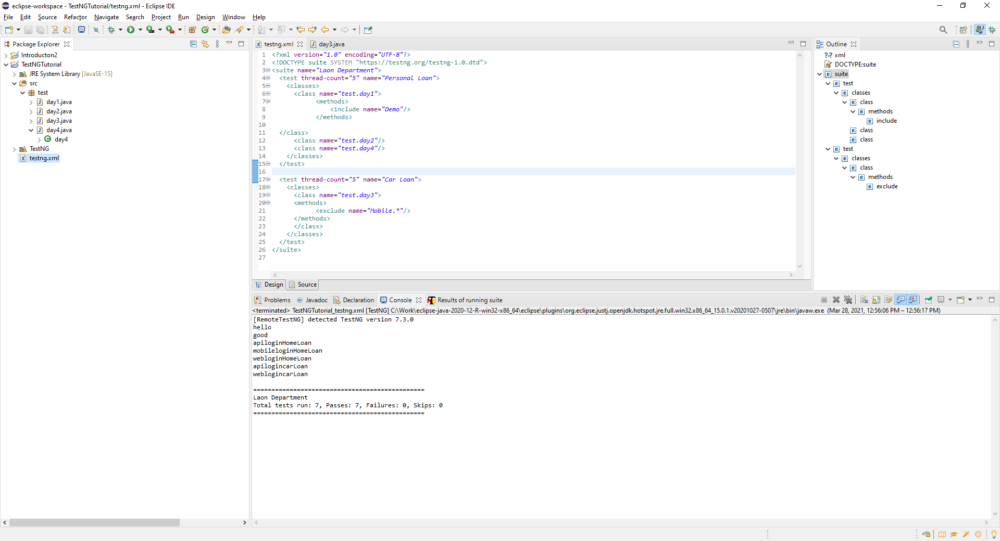 eclipse-workspace - TestNGTutorial/testng.xml - Eclipse IDE
File Edit Source Refactor Navigate Search Project Run Design Window Help
Package Explorer
Introducton2
TestNGTutorial
JRE System Library [JavaSE-15]
src
test
day1.java
day2.java
day3.java
day4.java
day4
TestNG
testng.xml
testng.xml day3.java
1 <?xml version="1.0" encoding="UTF-8"?>
2 <!DOCTYPE suite SYSTEM "https://testng.org/testng-1.0.dtd">
3 <suite name="Laon Department">
4 <test thread-count="5" name="Personal Loan">
5 <classes>
6 <class name="test.day1">
7 <methods>
8 <include name="Demo"/>
9 </methods>
10
11 </class>
12 <class name="test.day2"/>
13 <class name="test.day4"/>
14 </classes>
15 </test>
16
17 <test thread-count="5" name="Car Loan">
18 <classes>
19 <class name="test.day3">
20 <methods>
21 <exclude name="Mobile.*"/>
22 </methods>
23 </class>
24 </classes>
25 </test>
26 </suite>
27
Design Source
Outline
?-? xml
DOCTYPE:suite
suite
test
classes
class
methods
include
class
class
test
classes
class
methods
exclude
Problems @ Javadoc Declaration Console Results of running suite
<terminated> TestNGTutorial_testng.xml [TestNG] C:\Work\eclipse-java-2020-12-R-win32-x86_64\eclipse\plugins\org.eclipse.justj.openjdk.hotspot.jre.full.win32.x86_64_15.0.1.v20201027-0507\jre\bin\javaw.exe (Mar 28, 2021, 12:56:06 PM – 12:56:17 PM)
[RemoteTestNG] detected TestNG version 7.3.0
hello
good
apiloginHomeLoan
mobileloginHomeLoan
webloginHomeLoan
apilogincarLoan
weblogincarLoan
===============================================
Laon Department
Total tests run: 7, Passes: 7, Failures: 0, Skips: 0
===============================================